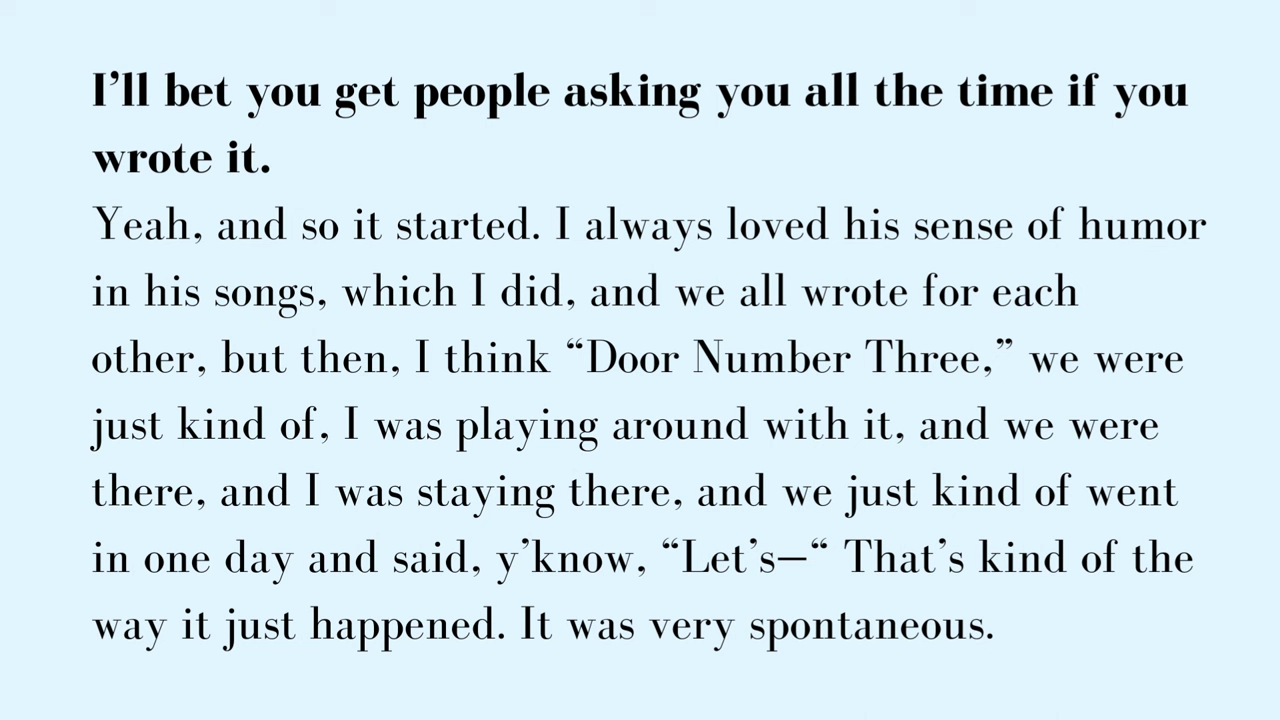 I’ll bet you get people asking you all the time if you
wrote it.
Yeah, and so it started. I always loved his sense of humor
in his songs, which I did, and we all wrote for each
other, but then, I think “Door Number Three,” we were
just kind of, I was playing around with it, and we were
there, and I was staying there, and we just kind of went
in one day and said, y’know, “Let’s—“ That’s kind of the
way it just happened. It was very spontaneous.